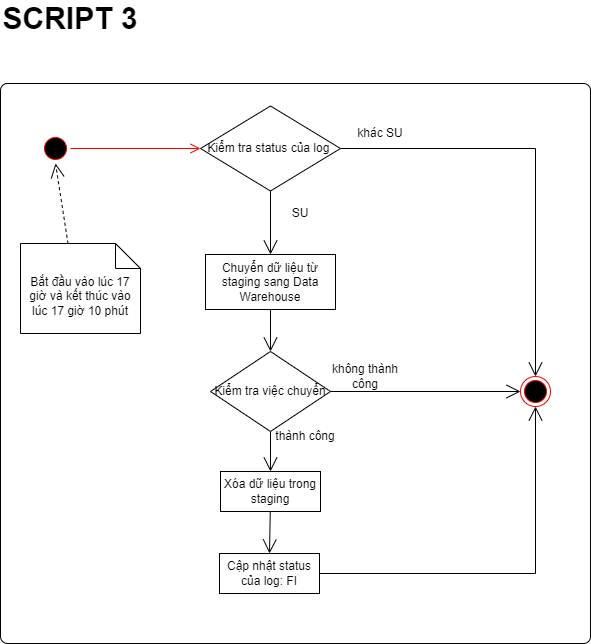 SCRIPT 3
khác SU
Kiểm tra status của log
SU
Bắt đầu vào lúc 17
giờ và kết thúc vào
lúc 17 giờ 10 phút
Chuyển dữ liệu từ
staging sang Data
Warehouse
không thành
công
Kiểm tra việc chuyển
thành công
Xóa dữ liệu trong
staging
Cập nhật status
của log: FI